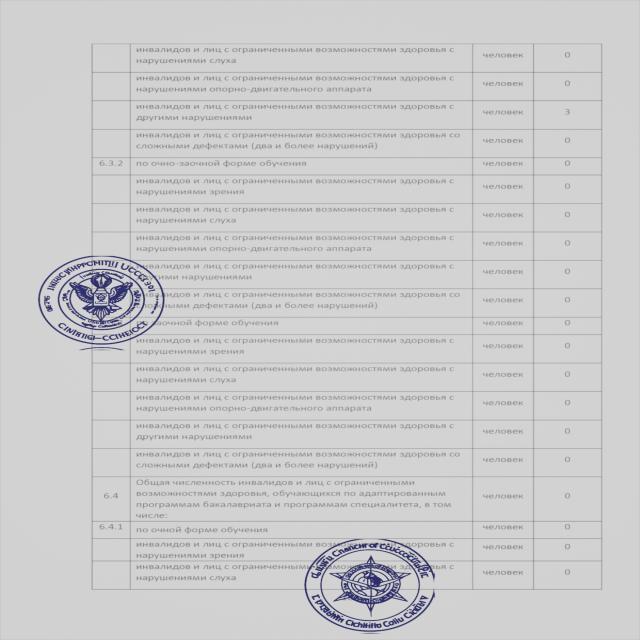 инвалидов и лиц с ограниченными возможностями здоровья с
нарушениями слуха
человек
0
инвалидов и лиц с ограниченными возможностями здоровья с
нарушениями опорно-двигательного аппарата
человек
0
инвалидов и лиц с ограниченными возможностями здоровья с
другими нарушениями
человек
3
инвалидов и лиц с ограниченными возможностями здоровья со
сложными дефектами (два и более нарушений)
человек
0
6.3.2
по очно-заочной форме обучения
человек
0
инвалидов и лиц с ограниченными возможностями здоровья с
нарушениями зрения
человек
0
инвалидов и лиц с ограниченными возможностями здоровья с
нарушениями слуха
человек
0
инвалидов и лиц с ограниченными возможностями здоровья с
нарушениями опорно-двигательного аппарата
человек
0
инвалидов и лиц с ограниченными возможностями здоровья с
другими нарушениями
человек
0
инвалидов и лиц с ограниченными возможностями здоровья со
сложными дефектами (два и более нарушений)
человек
0
заочной форме обучения
человек
0
инвалидов и лиц с ограниченными возможностями здоровья с
нарушениями зрения
человек
0
инвалидов и лиц с ограниченными возможностями здоровья с
нарушениями слуха
человек
0
инвалидов и лиц с ограниченными возможностями здоровья с
нарушениями опорно-двигательного аппарата
человек
0
инвалидов и лиц с ограниченными возможностями здоровья с
другими нарушениями
человек
0
инвалидов и лиц с ограниченными возможностями здоровья со
сложными дефектами (два и более нарушений)
человек
0
6.4
Общая численность инвалидов и лиц с ограниченными
возможностями здоровья, обучающихся по адаптированным
программам бакалавриата и программам специалитета, в том
числе:
человек
0
6.4.1
по очной форме обучения
человек
0
инвалидов и лиц с ограниченными возможностями здоровья с
нарушениями зрения
человек
0
инвалидов и лиц с ограниченными возможностями здоровья с
нарушениями слуха
человек
0